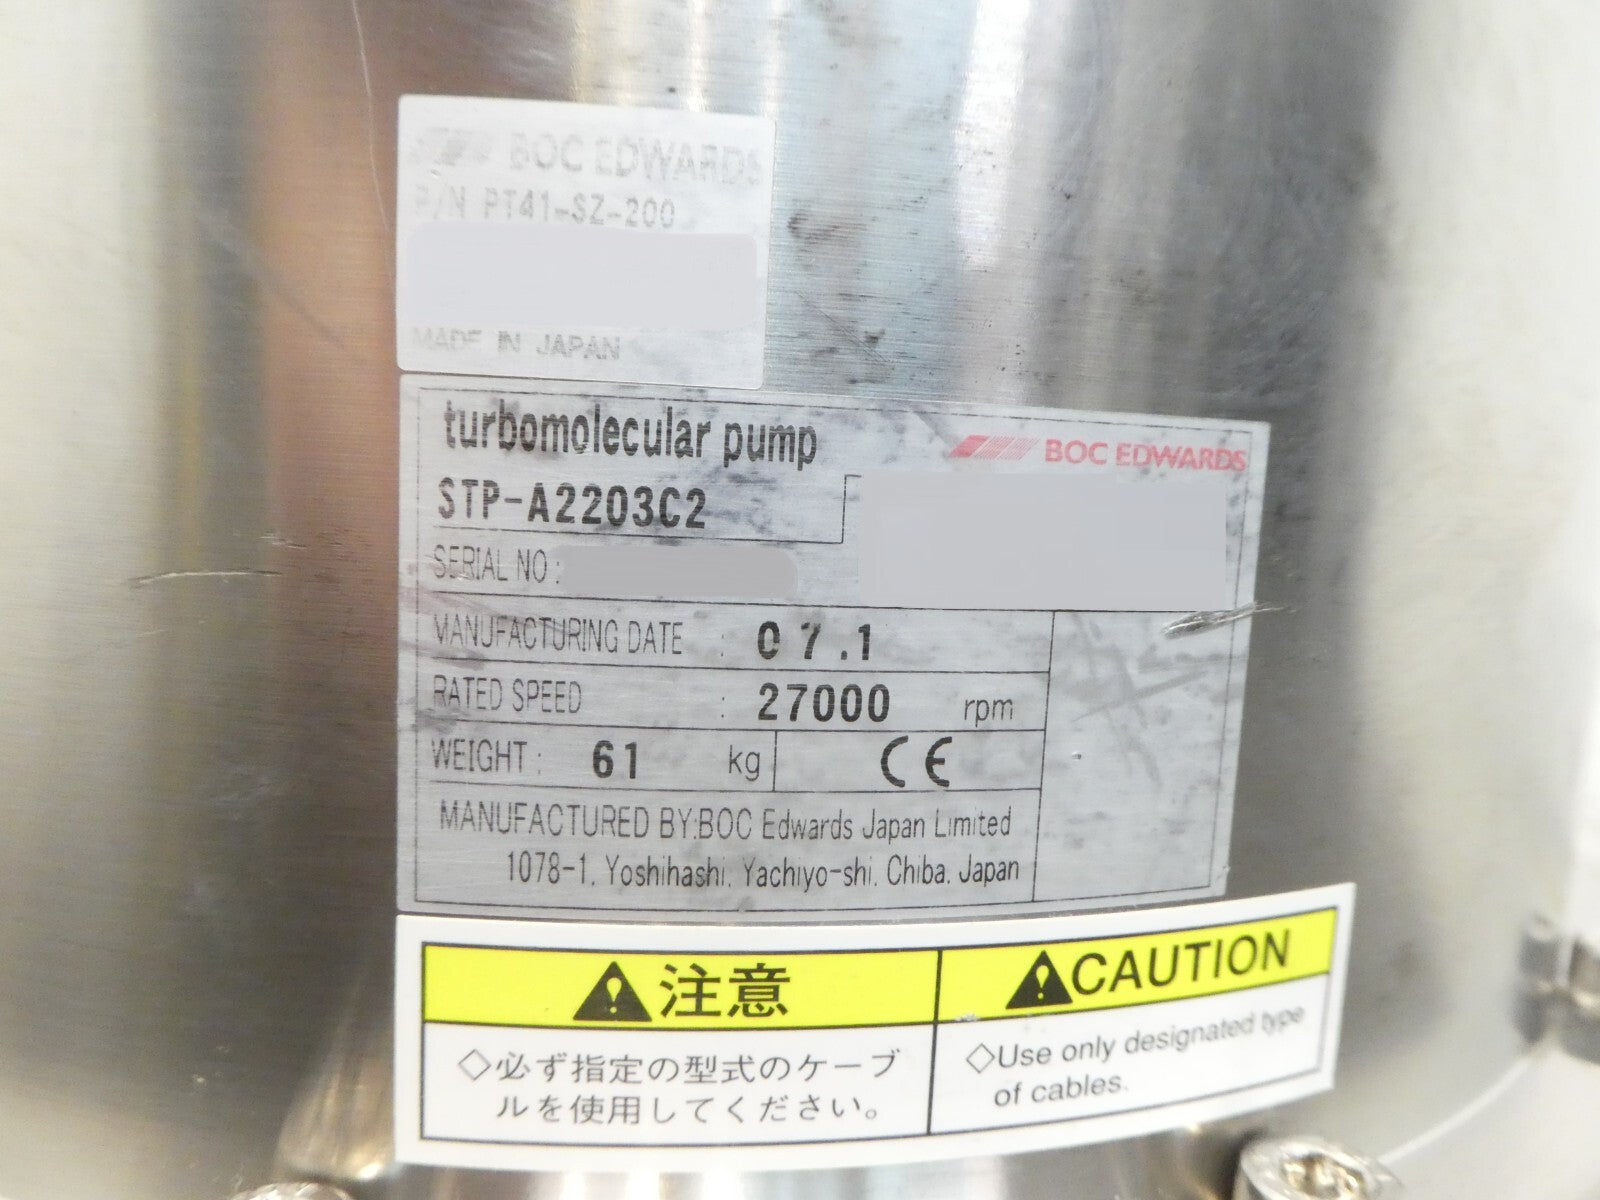 BOC EDWARDS
P/N PT41-SZ-200
MADE IN JAPAN
turbomolecular pump
BOC EDWARDS
STP-A2203C2
SERIAL NO :
MANUFACTURING DATE : 07.1
RATED SPEED : 27000 rpm
WEIGHT : 61 kg CE
MANUFACTURED BY:BOC Edwards Japan Limited
1078-1, Yoshihashi, Yachiyo-shi, Chiba, Japan
注意
◇必ず指定の型式のケーブ
ルを使用してください。
CAUTION
◇Use only designated type
of cables.